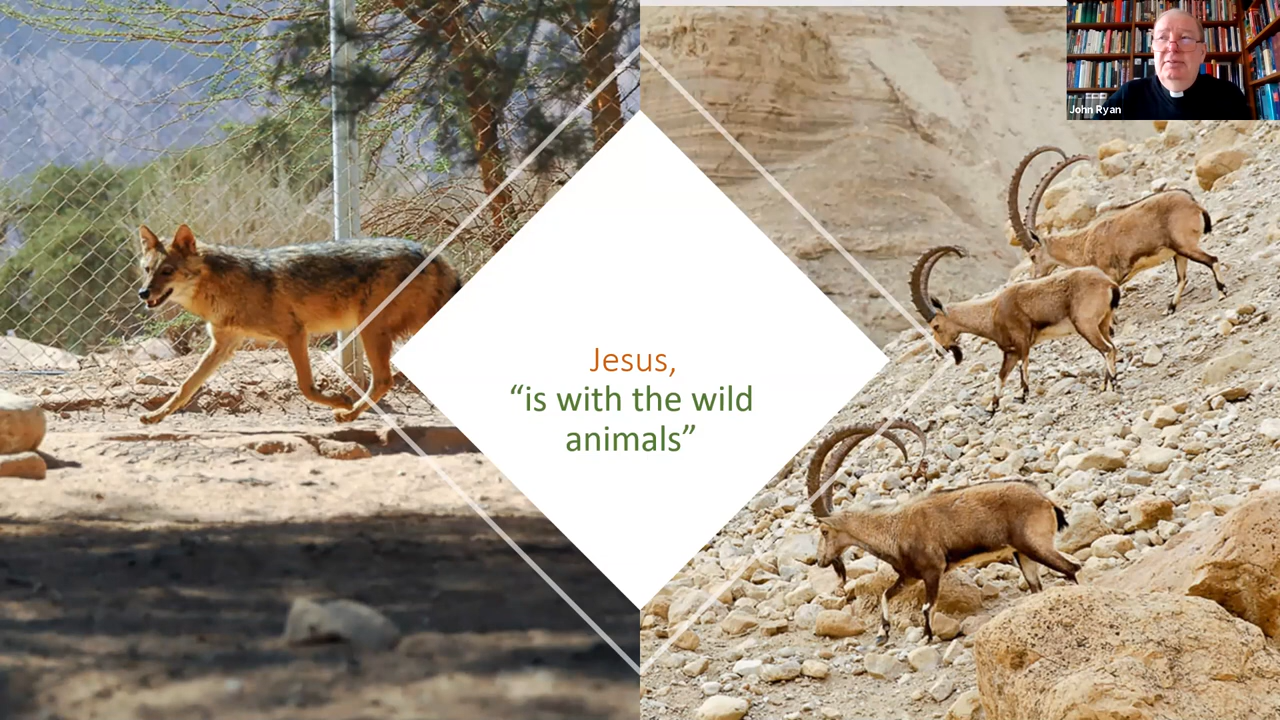 John Ryan
Jesus,
“is with the wild
animals”